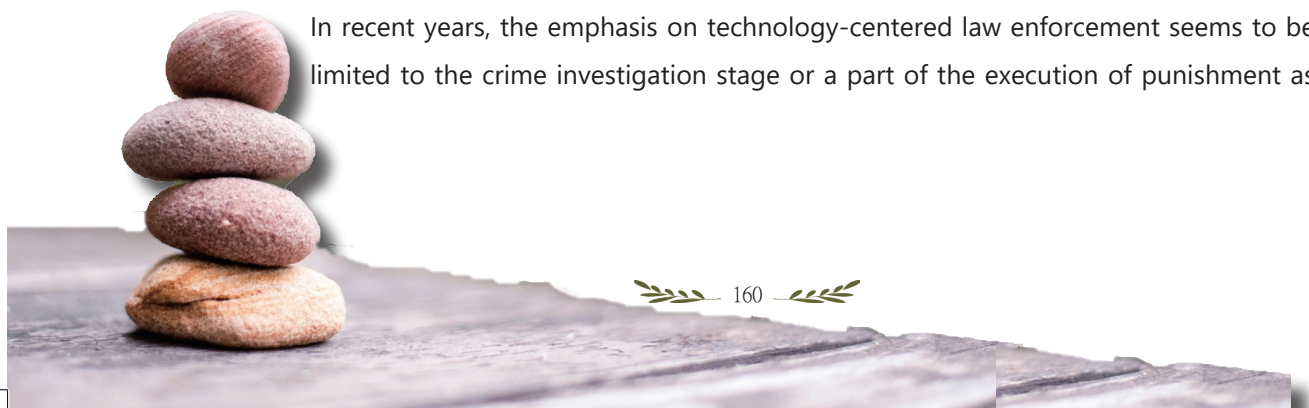 In recent years, the emphasis on technology-centered law enforcement seems to be
limited to the crime investigation stage or a part of the execution of punishment as
160